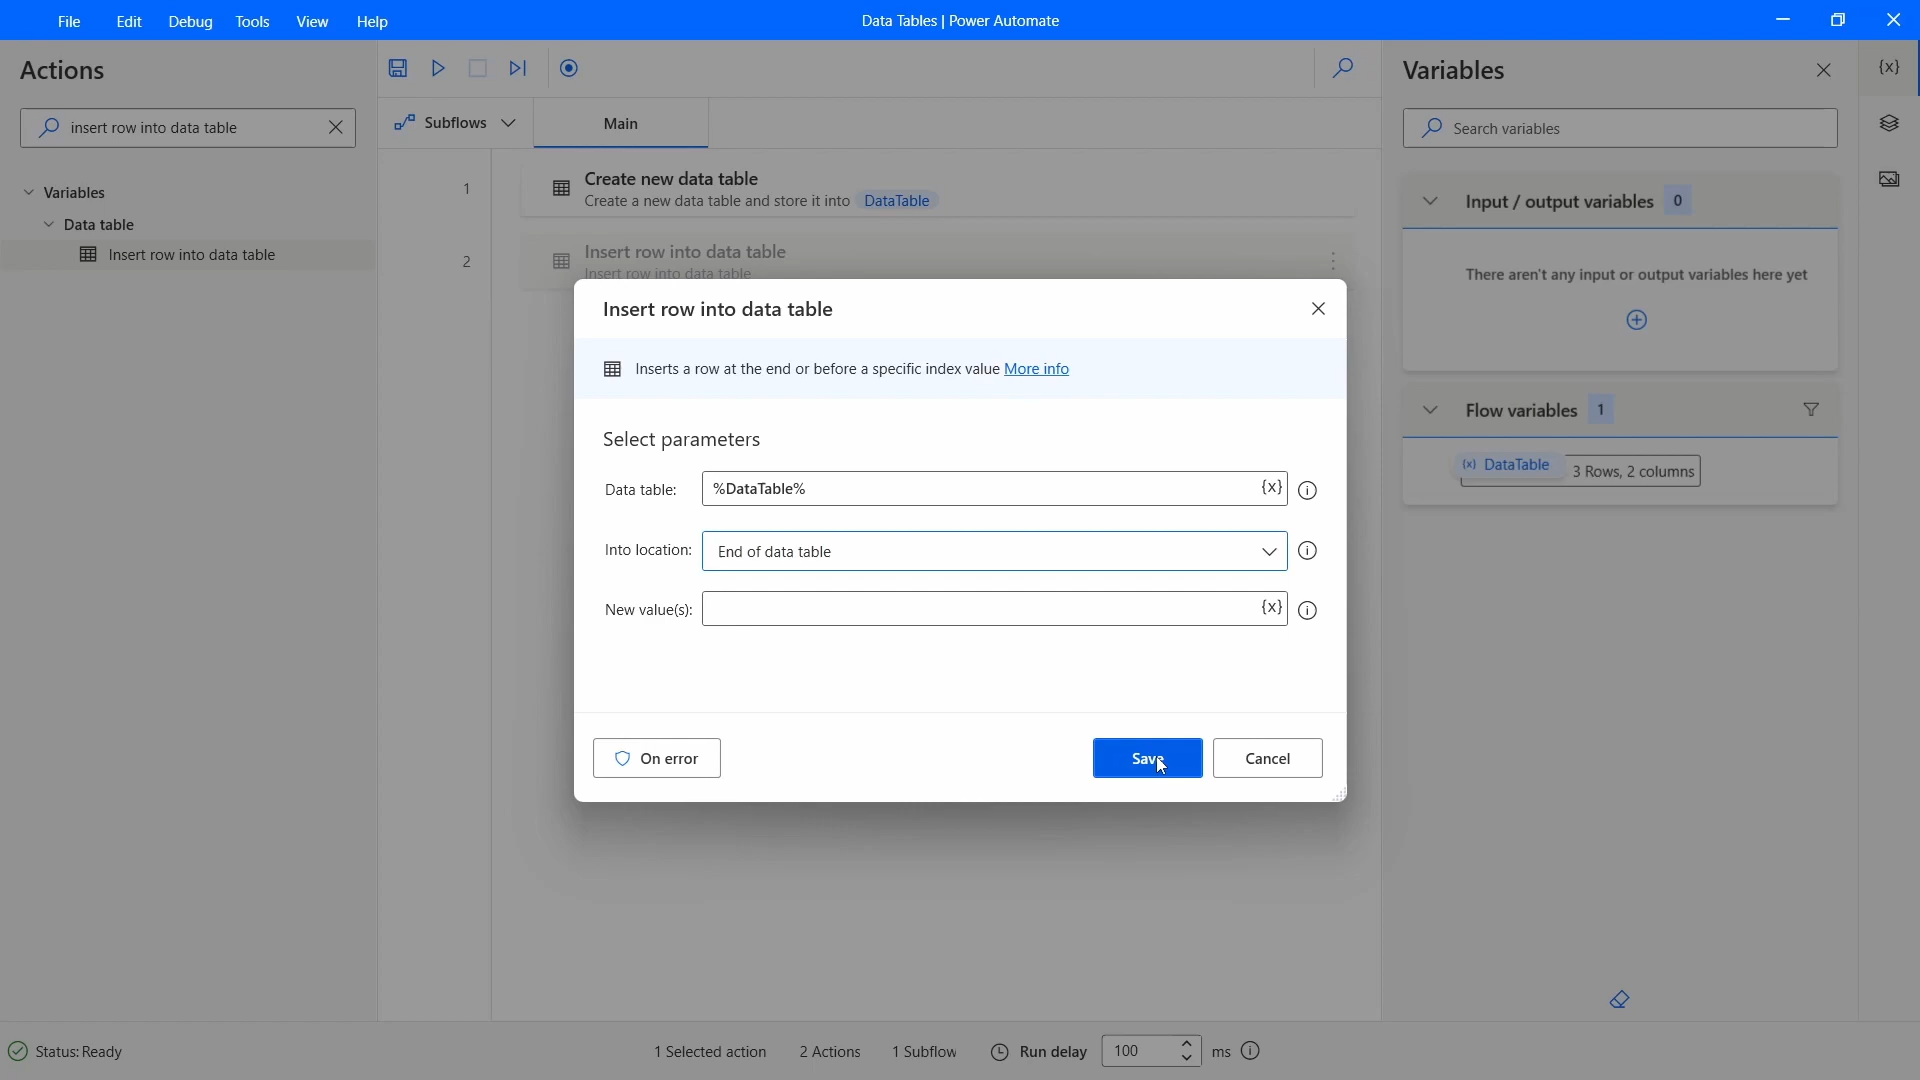 File Edit Debug Tools View Help
Data Tables | Power Automate
Actions
insert row into data table
Variables
Data table
Insert row into data table
Subflows
Main
1
Create new data table
Create a new data table and store it into DataTable
2
Insert row into data table
Insert row into data table
Insert row into data table
Inserts a row at the end or before a specific index value More info
Select parameters
Data table: %DataTable% {x}
Into location: End of data table
New value(s): {x}
On error
Save
Cancel
Variables
{x}
Search variables
Input / output variables 0
There aren't any input or output variables here yet
Flow variables 1
(x) DataTable 3 Rows, 2 columns
Status: Ready
1 Selected action
2 Actions
1 Subflow
Run delay 100 ms